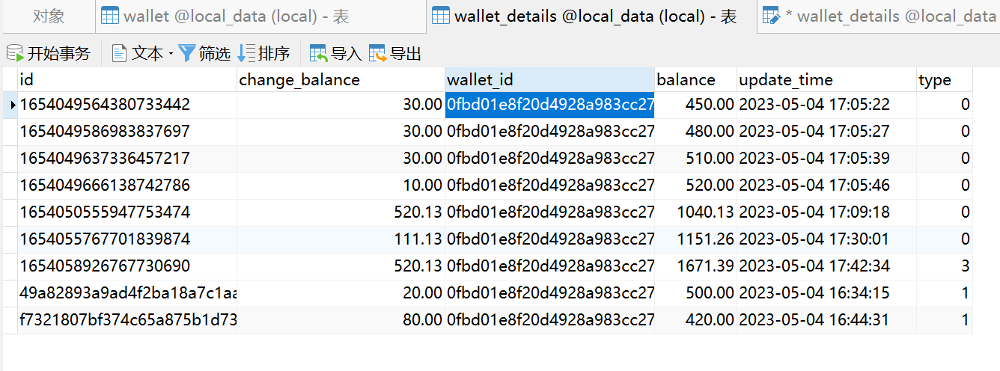 对象 wallet @local_data (local) - 表 wallet_details @local_data (local) - 表 * wallet_details @local_data
开始事务 文本 筛选 排序 导入 导出
id change_balance wallet_id balance update_time type
1654049564380733442 30.00 0fbd01e8f20d4928a983cc27 450.00 2023-05-04 17:05:22 0
1654049586983837697 30.00 0fbd01e8f20d4928a983cc27 480.00 2023-05-04 17:05:27 0
1654049637336457217 30.00 0fbd01e8f20d4928a983cc27 510.00 2023-05-04 17:05:39 0
1654049666138742786 10.00 0fbd01e8f20d4928a983cc27 520.00 2023-05-04 17:05:46 0
1654050555947753474 520.13 0fbd01e8f20d4928a983cc27 1040.13 2023-05-04 17:09:18 0
1654055767701839874 111.13 0fbd01e8f20d4928a983cc27 1151.26 2023-05-04 17:30:01 0
1654058926767730690 520.13 0fbd01e8f20d4928a983cc27 1671.39 2023-05-04 17:42:34 3
49a82893a9ad4f2ba18a7c1aa 20.00 0fbd01e8f20d4928a983cc27 500.00 2023-05-04 16:34:15 1
f7321807bf374c65a875b1d73 80.00 0fbd01e8f20d4928a983cc27 420.00 2023-05-04 16:44:31 1